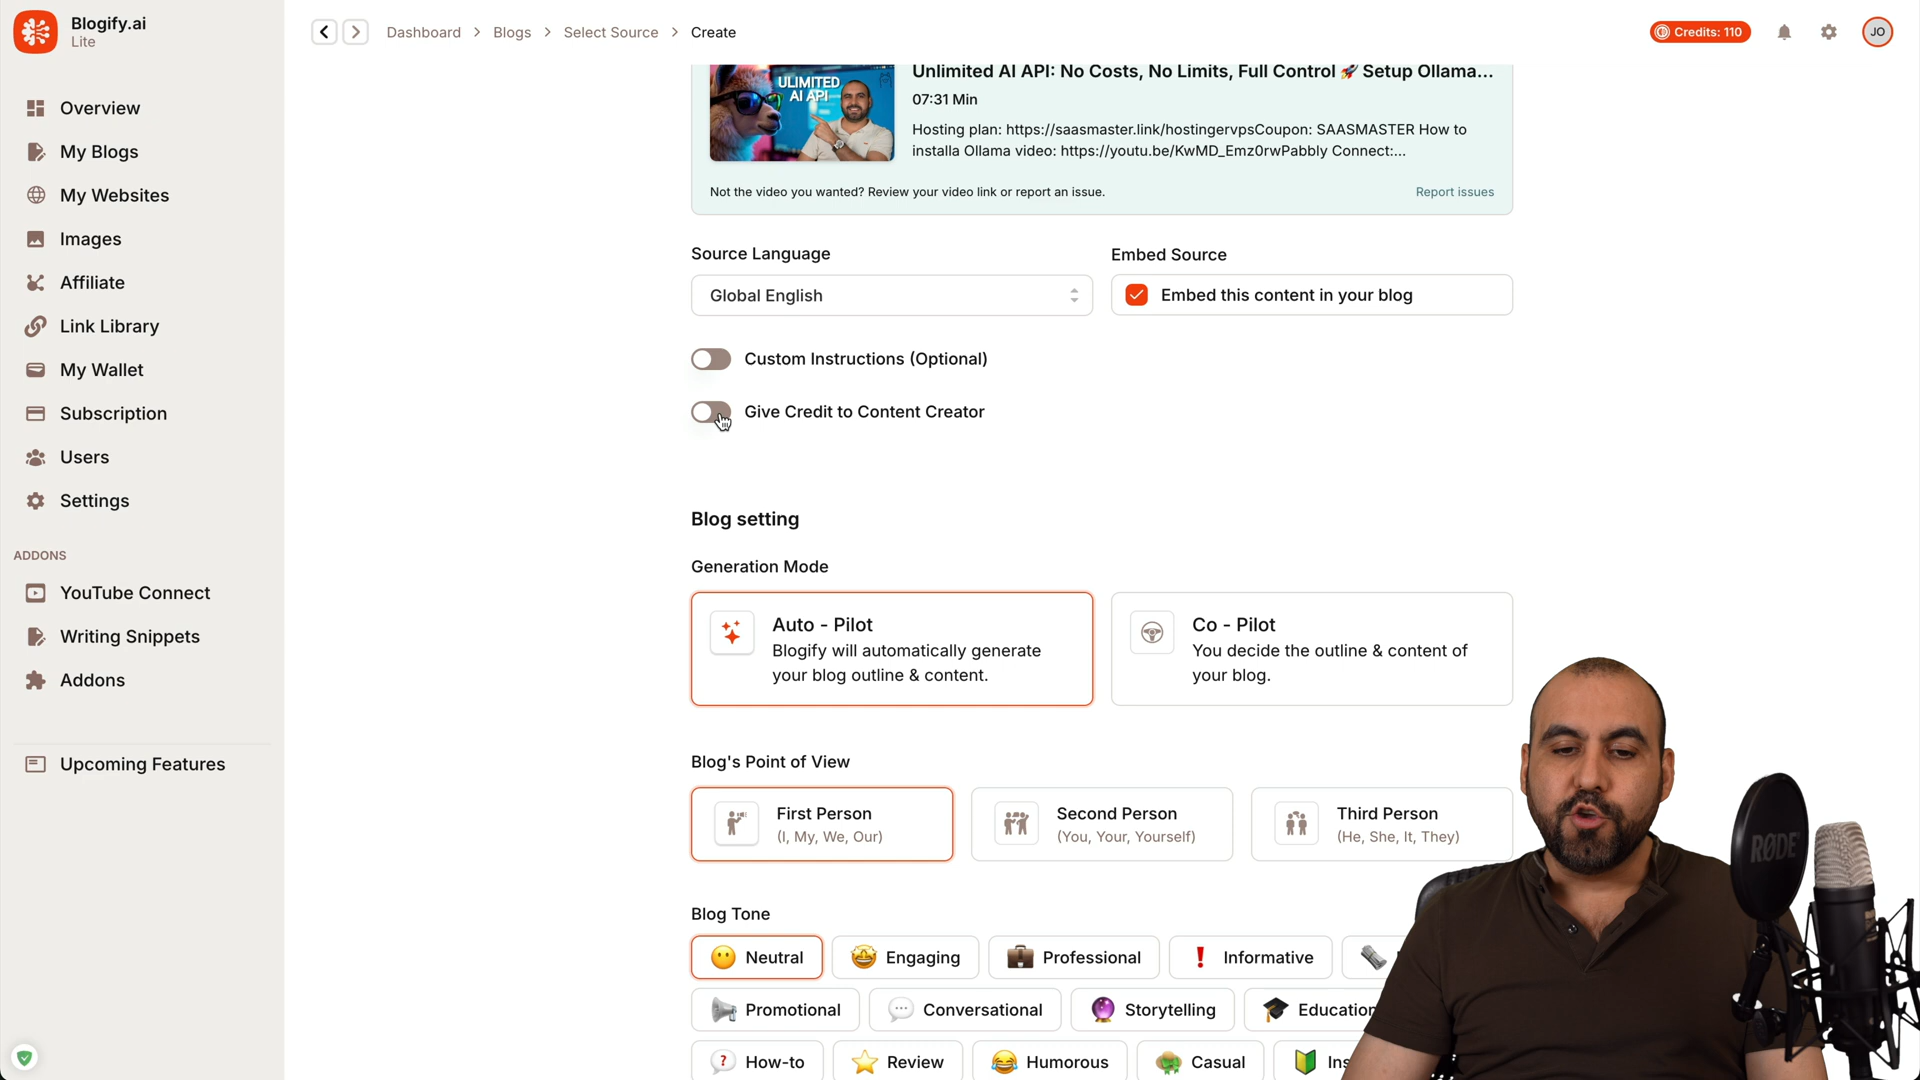 Blogify.ai
Lite
Dashboard > Blogs > Select Source > Create
Credits: 110
JO
Overview
My Blogs
My Websites
Images
Affiliate
Link Library
My Wallet
Subscription
Users
Settings
ADDONS
YouTube Connect
Writing Snippets
Addons
Upcoming Features
ULIMITED
AI API
Unlimited AI API: No Costs, No Limits, Full Control 🚀 Setup Ollama...
07:31 Min
Hosting plan: https://saasmaster.link/hostingervpsCoupon: SAASMASTER How to
installa Ollama video: https://youtu.be/KwMD_Emz0rwPabbly Connect:...
Not the video you wanted? Review your video link or report an issue.
Report issues
Source Language
Embed Source
Global English
Embed this content in your blog
Custom Instructions (Optional)
Give Credit to Content Creator
Blog setting
Generation Mode
Auto - Pilot
Blogify will automatically generate
your blog outline & content.
Co - Pilot
You decide the outline & content of
your blog.
Blog's Point of View
First Person
(I, My, We, Our)
Second Person
(You, Your, Yourself)
Third Person
(He, She, It, They)
Blog Tone
Neutral
Engaging
Professional
Informative
Promotional
Conversational
Storytelling
Education
How-to
Review
Humorous
Casual
RØDE